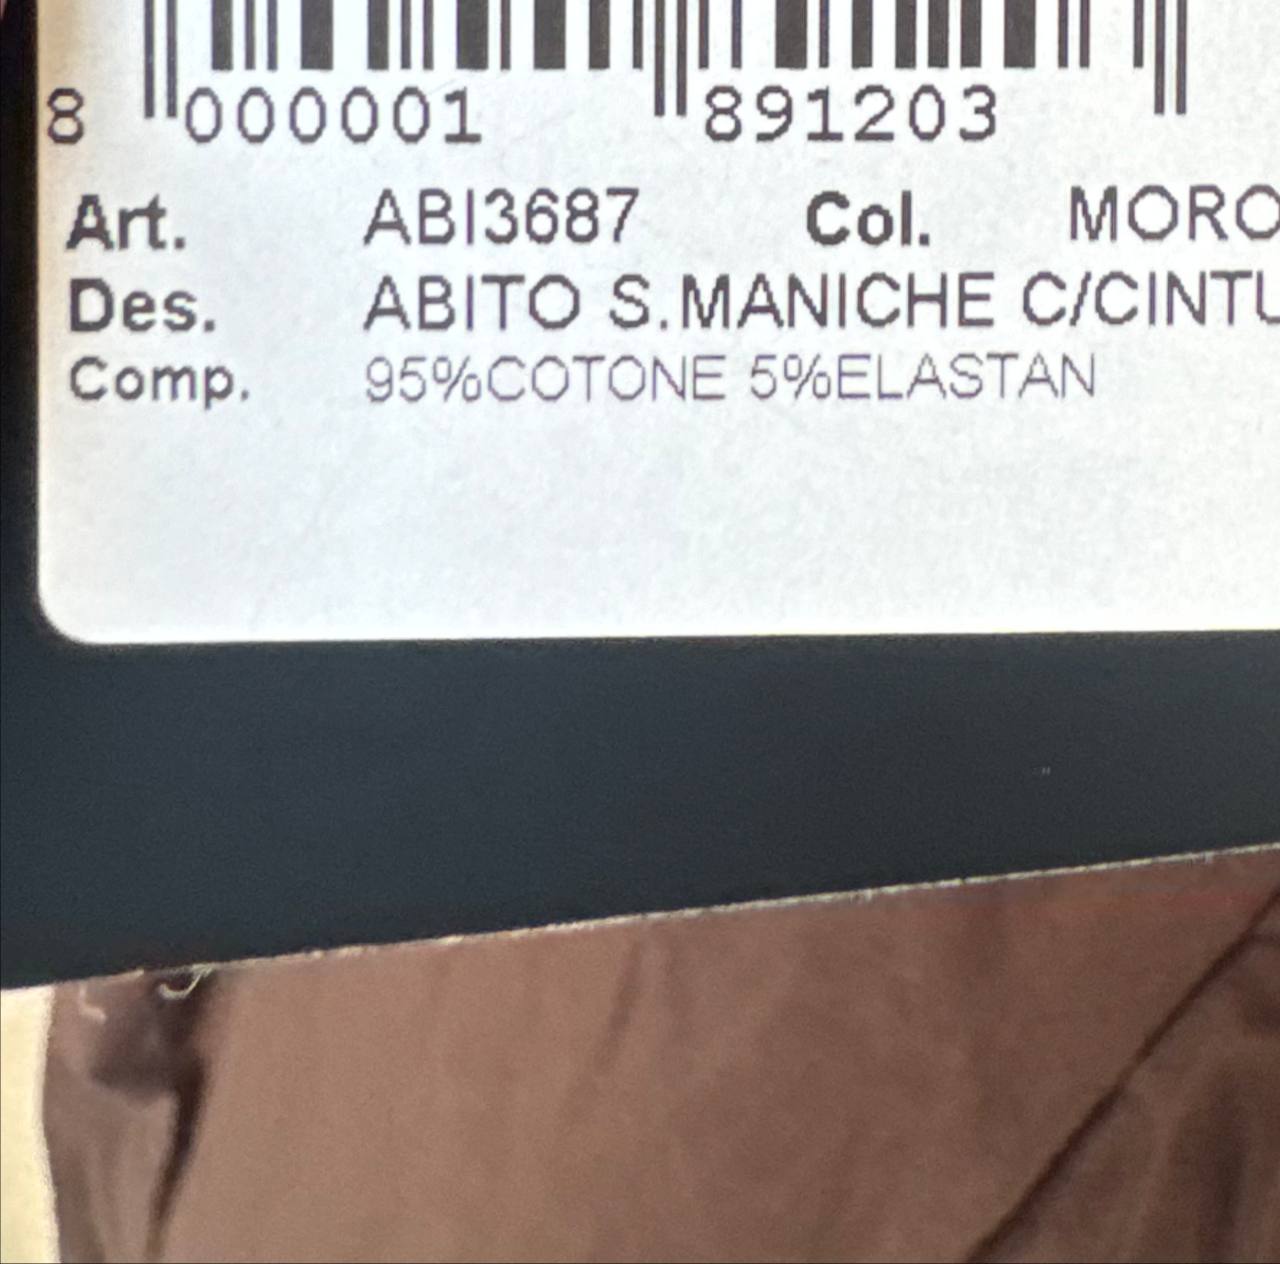 8 000001 891203
Art. ABI3687 Col. MORO
Des. ABITO S.MANICHE C/CINTU
Comp. 95%COTONE 5%ELASTAN